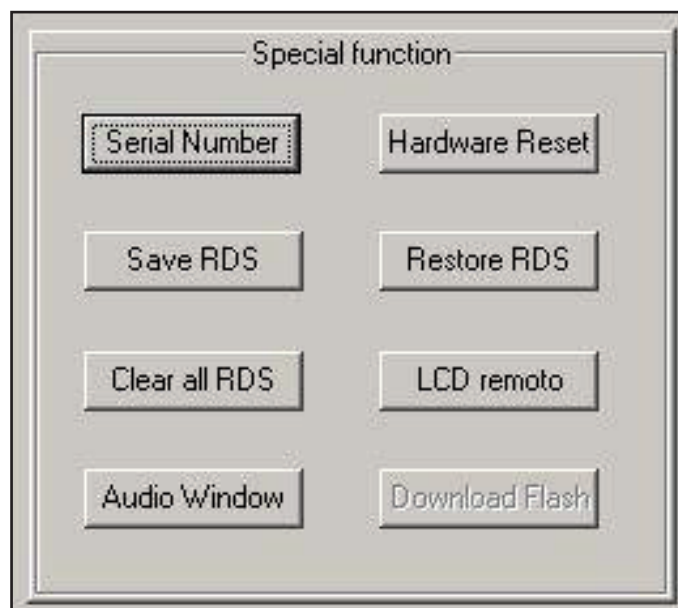 Special function
Serial Number
Hardware Reset
Save RDS
Restore RDS
Clear all RDS
LCD remoto
Audio Window
Download Flash